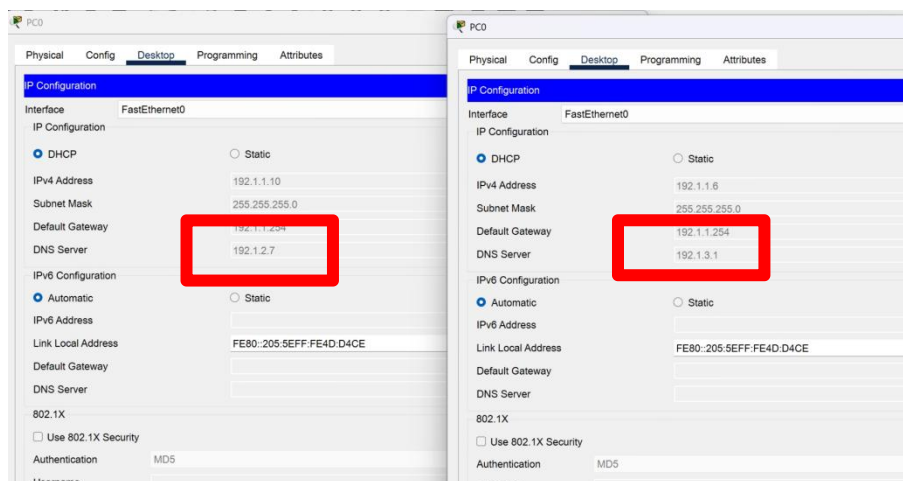 PC0
Physical Config Desktop Programming Attributes
IP Configuration
Interface FastEthernet0
IP Configuration
DHCP Static
IPv4 Address 192.1.1.10
Subnet Mask 255.255.255.0
Default Gateway 192.1.1.254
DNS Server 192.1.2.7
IPv6 Configuration
Automatic Static
IPv6 Address
Link Local Address FE80::205:5EFF:FE4D:D4CE
Default Gateway
DNS Server
802.1X
Use 802.1X Security
Authentication MD5
PC0
Physical Config Desktop Programming Attributes
IP Configuration
Interface FastEthernet0
IP Configuration
DHCP Static
IPv4 Address 192.1.1.6
Subnet Mask 255.255.255.0
Default Gateway 192.1.1.254
DNS Server 192.1.3.1
IPv6 Configuration
Automatic Static
IPv6 Address
Link Local Address FE80::205:5EFF:FE4D:D4CE
Default Gateway
DNS Server
802.1X
Use 802.1X Security
Authentication MD5